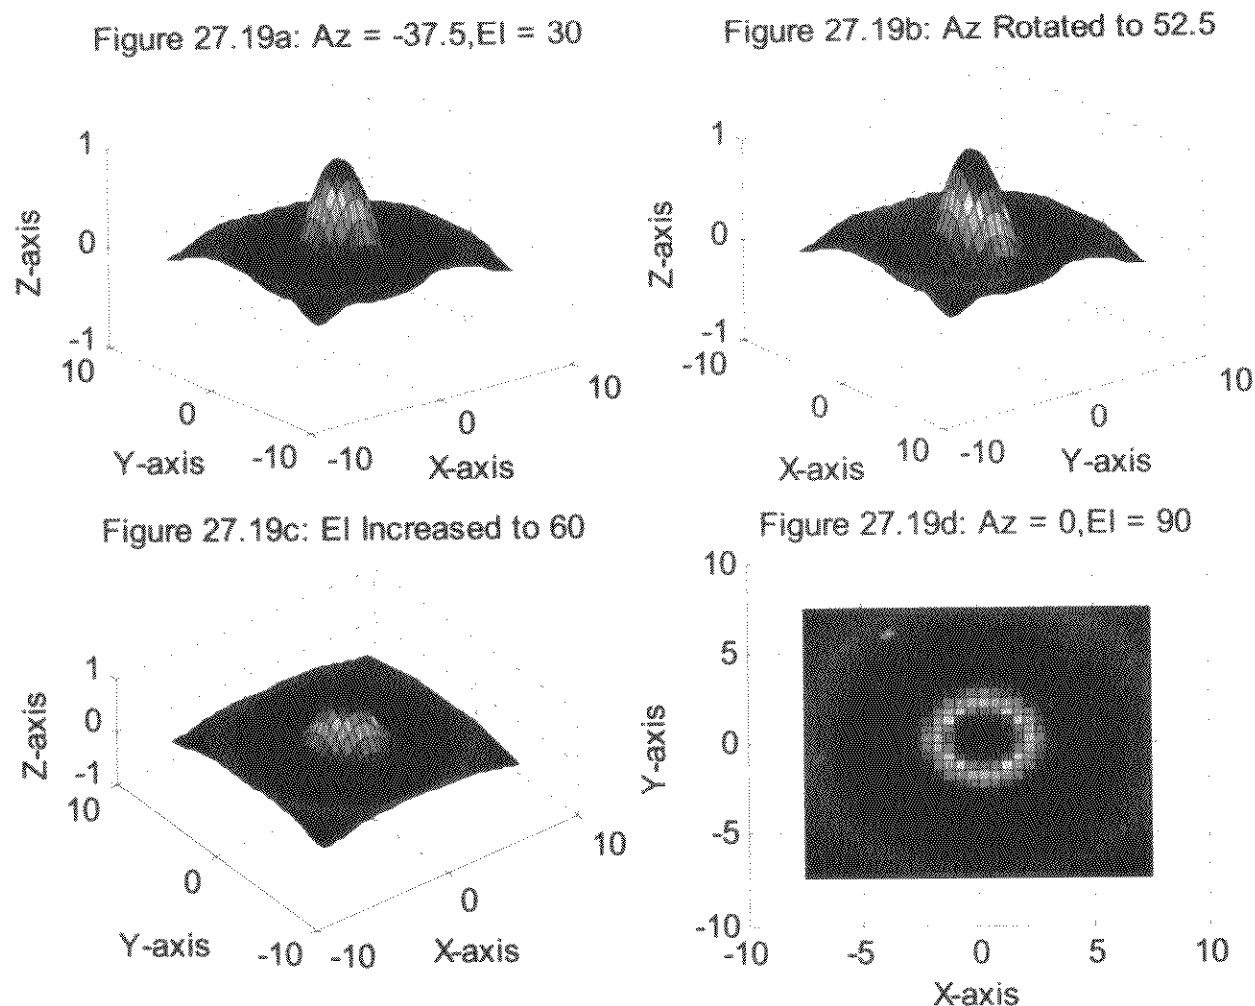 Figure 27.19a: Az = -37.5,El = 30
1
0
-1
Z-axis
10
0
-10
Y-axis
-10
0
10
X-axis
Figure 27.19b: Az Rotated to 52.5
1
0
-1
Z-axis
-10
0
10
X-axis
-10
0
10
Y-axis
Figure 27.19c: El Increased to 60
1
0
-1
Z-axis
10
0
-10
Y-axis
-10
0
10
X-axis
Figure 27.19d: Az = 0,El = 90
10
5
0
-5
-10
Y-axis
-10
-5
0
5
10
X-axis